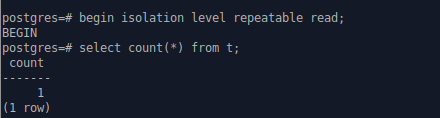 postgres=# begin isolation level repeatable read;
BEGIN
postgres=# select count(*) from t;
 count
-------
     1
(1 row)